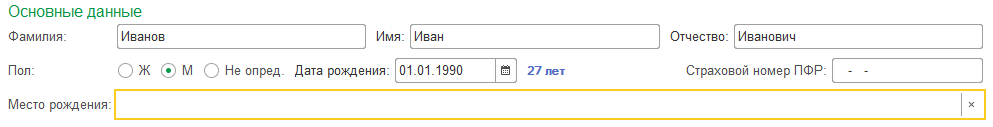 Основные данные
Фамилия: Иванов Имя: Иван Отчество: Иванович
Пол: Ж М Не опред. Дата рождения: 01.01.1990 27 лет Страховой номер ПФР: - -
Место рождения: ×